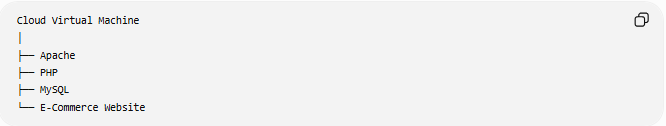 Cloud Virtual Machine
│
├── Apache
├── PHP
├── MySQL
└── E-Commerce Website